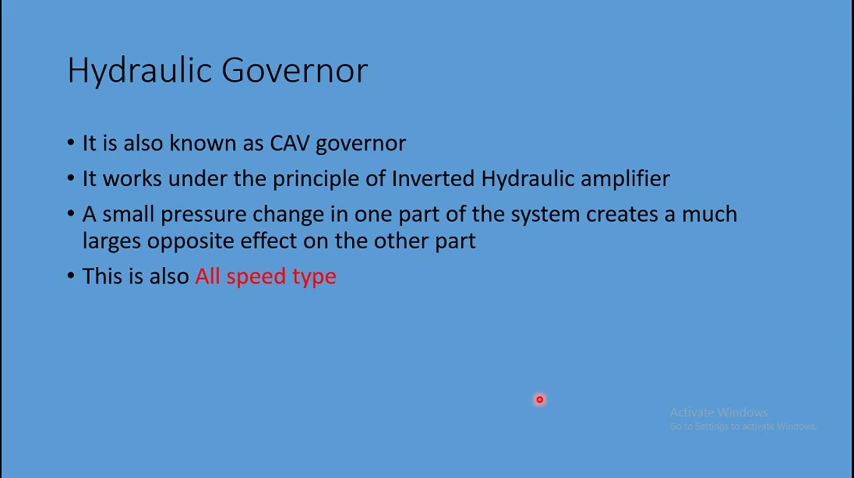 Hydraulic Governor
• It is also known as CAV governor
• It works under the principle of Inverted Hydraulic amplifier
• A small pressure change in one part of the system creates a much
larges opposite effect on the other part
• This is also All speed type
Activate Windows
Go to Settings to activate Windows.